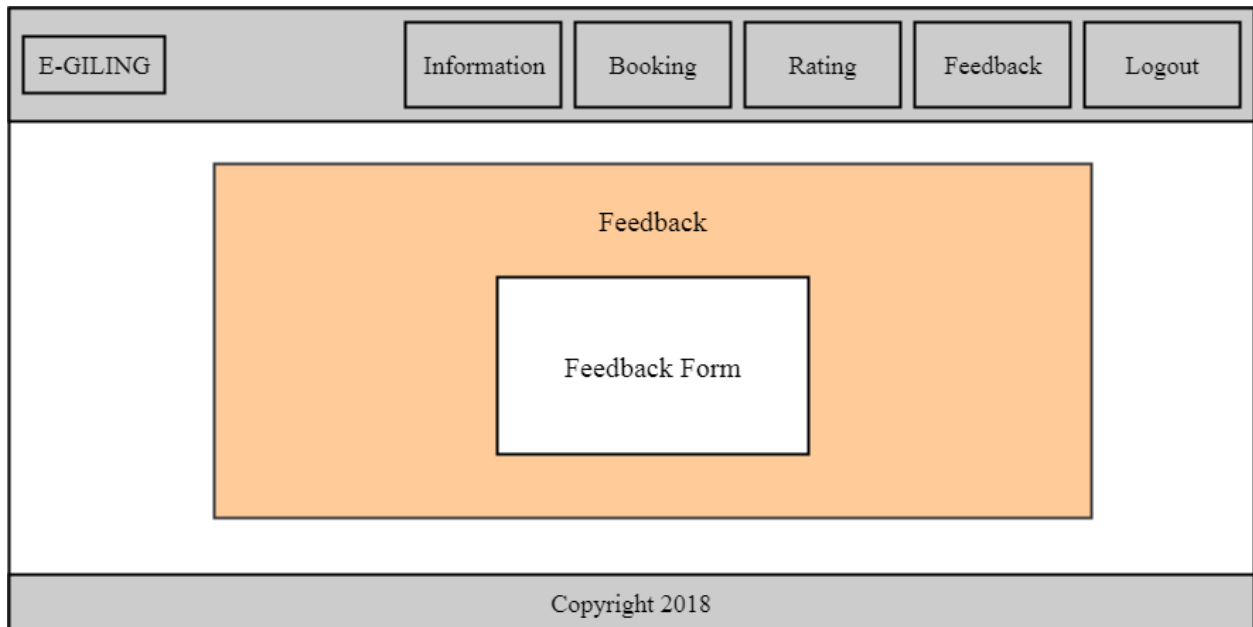 E-GILING
Information
Booking
Rating
Feedback
Logout
Feedback
Feedback Form
Copyright 2018